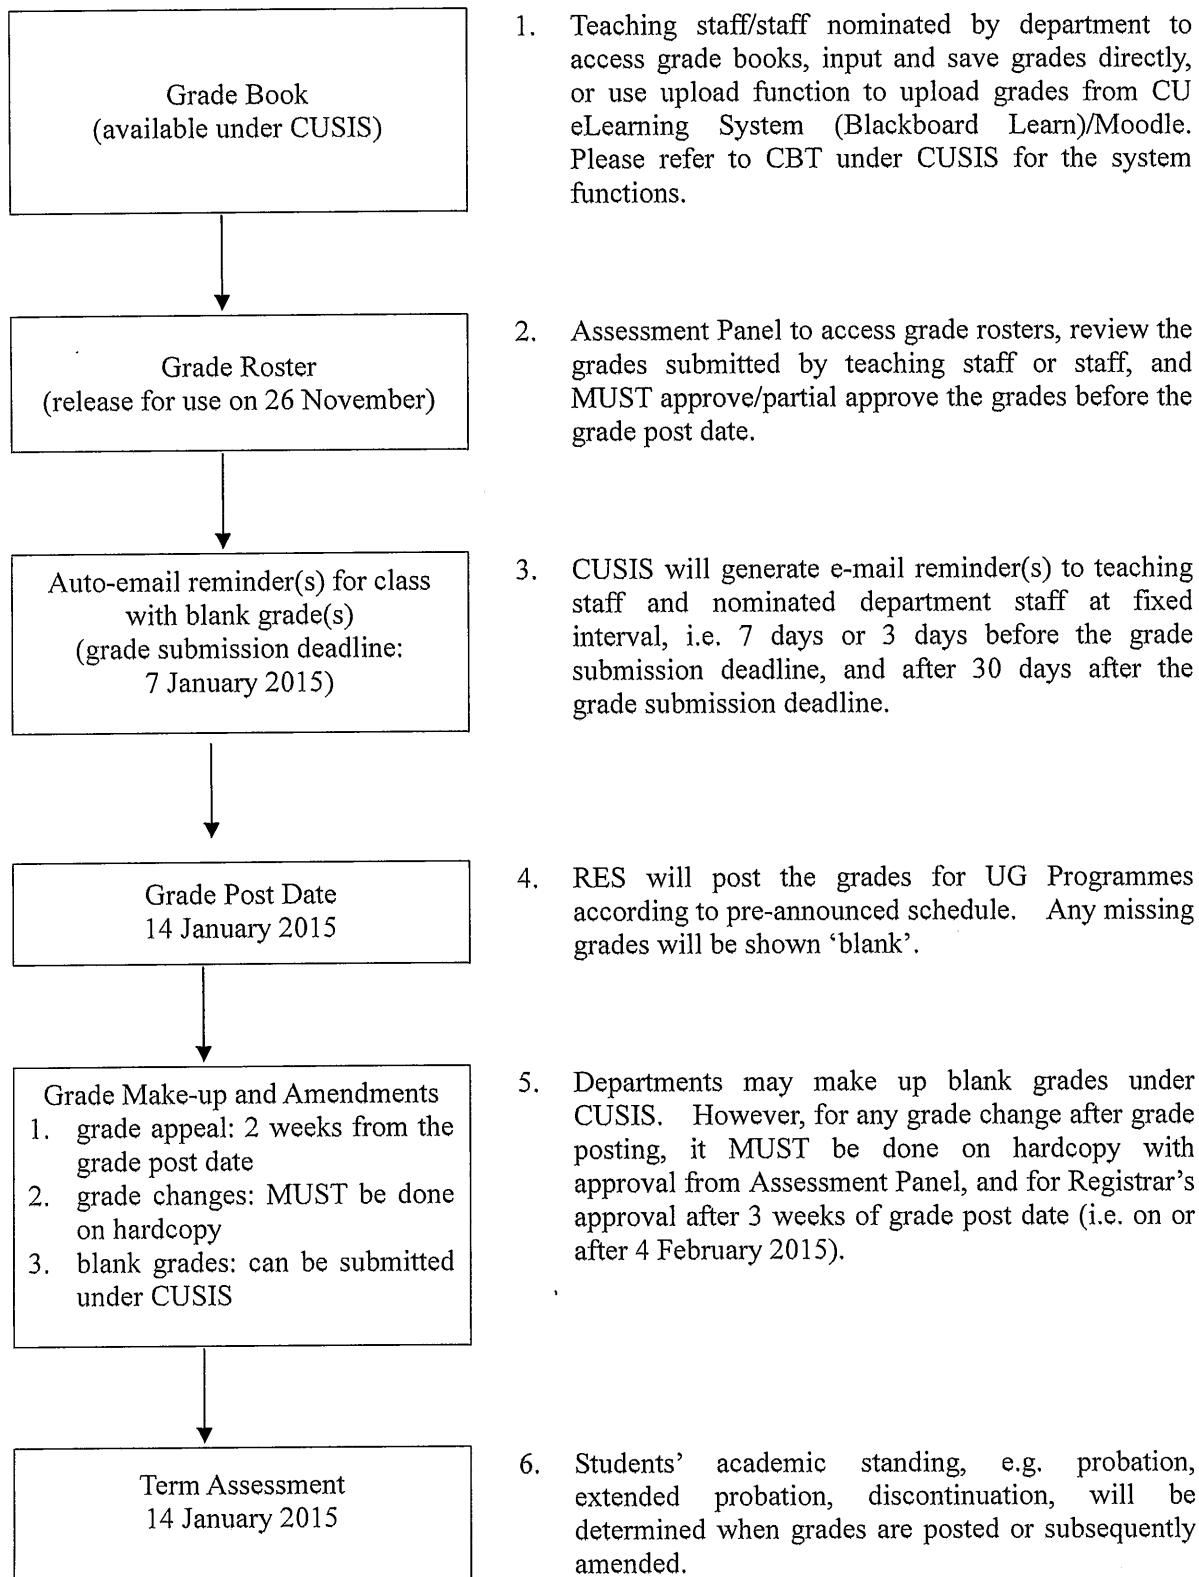 Grade Book
(available under CUSIS)
1. Teaching staff/staff nominated by department to
access grade books, input and save grades directly,
or use upload function to upload grades from CU
eLearning System (Blackboard Learn)/Moodle.
Please refer to CBT under CUSIS for the system
functions.
Grade Roster
(release for use on 26 November)
2. Assessment Panel to access grade rosters, review the
grades submitted by teaching staff or staff, and
MUST approve/partial approve the grades before the
grade post date.
Auto-email reminder(s) for class
with blank grade(s)
(grade submission deadline:
7 January 2015)
3. CUSIS will generate e-mail reminder(s) to teaching
staff and nominated department staff at fixed
interval, i.e. 7 days or 3 days before the grade
submission deadline, and after 30 days after the
grade submission deadline.
Grade Post Date
14 January 2015
4. RES will post the grades for UG Programmes
according to pre-announced schedule. Any missing
grades will be shown ‘blank’.
Grade Make-up and Amendments
1. grade appeal: 2 weeks from the
grade post date
2. grade changes: MUST be done
on hardcopy
3. blank grades: can be submitted
under CUSIS
5. Departments may make up blank grades under
CUSIS. However, for any grade change after grade
posting, it MUST be done on hardcopy with
approval from Assessment Panel, and for Registrar’s
approval after 3 weeks of grade post date (i.e. on or
after 4 February 2015).
Term Assessment
14 January 2015
6. Students’ academic standing, e.g. probation,
extended probation, discontinuation, will be
determined when grades are posted or subsequently
amended.